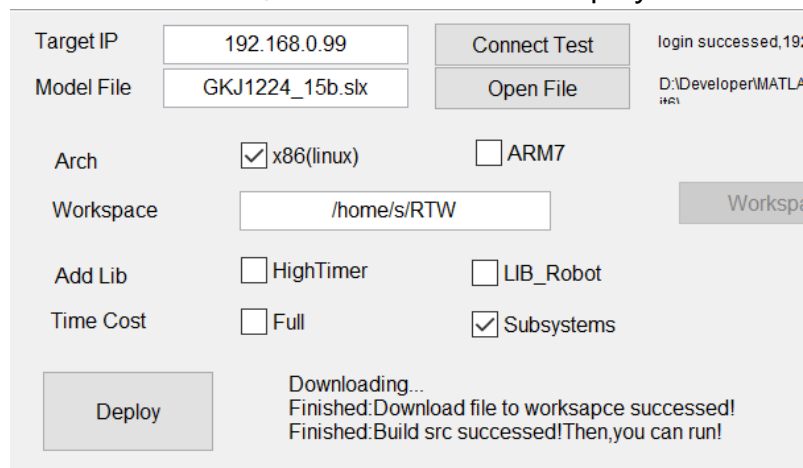 Target IP 192.168.0.99 Connect Test login successed,192
Model File GKJ1224_15b.slx Open File D:\Developer\MATLA
Arch x86(linux) ARM7
Workspace /home/s/RTW Workspa
Add Lib HighTimer LIB_Robot
Time Cost Full Subsystems
Deploy
Downloading...
Finished:Download file to worksapce successed!
Finished:Build src successed!Then,you can run!